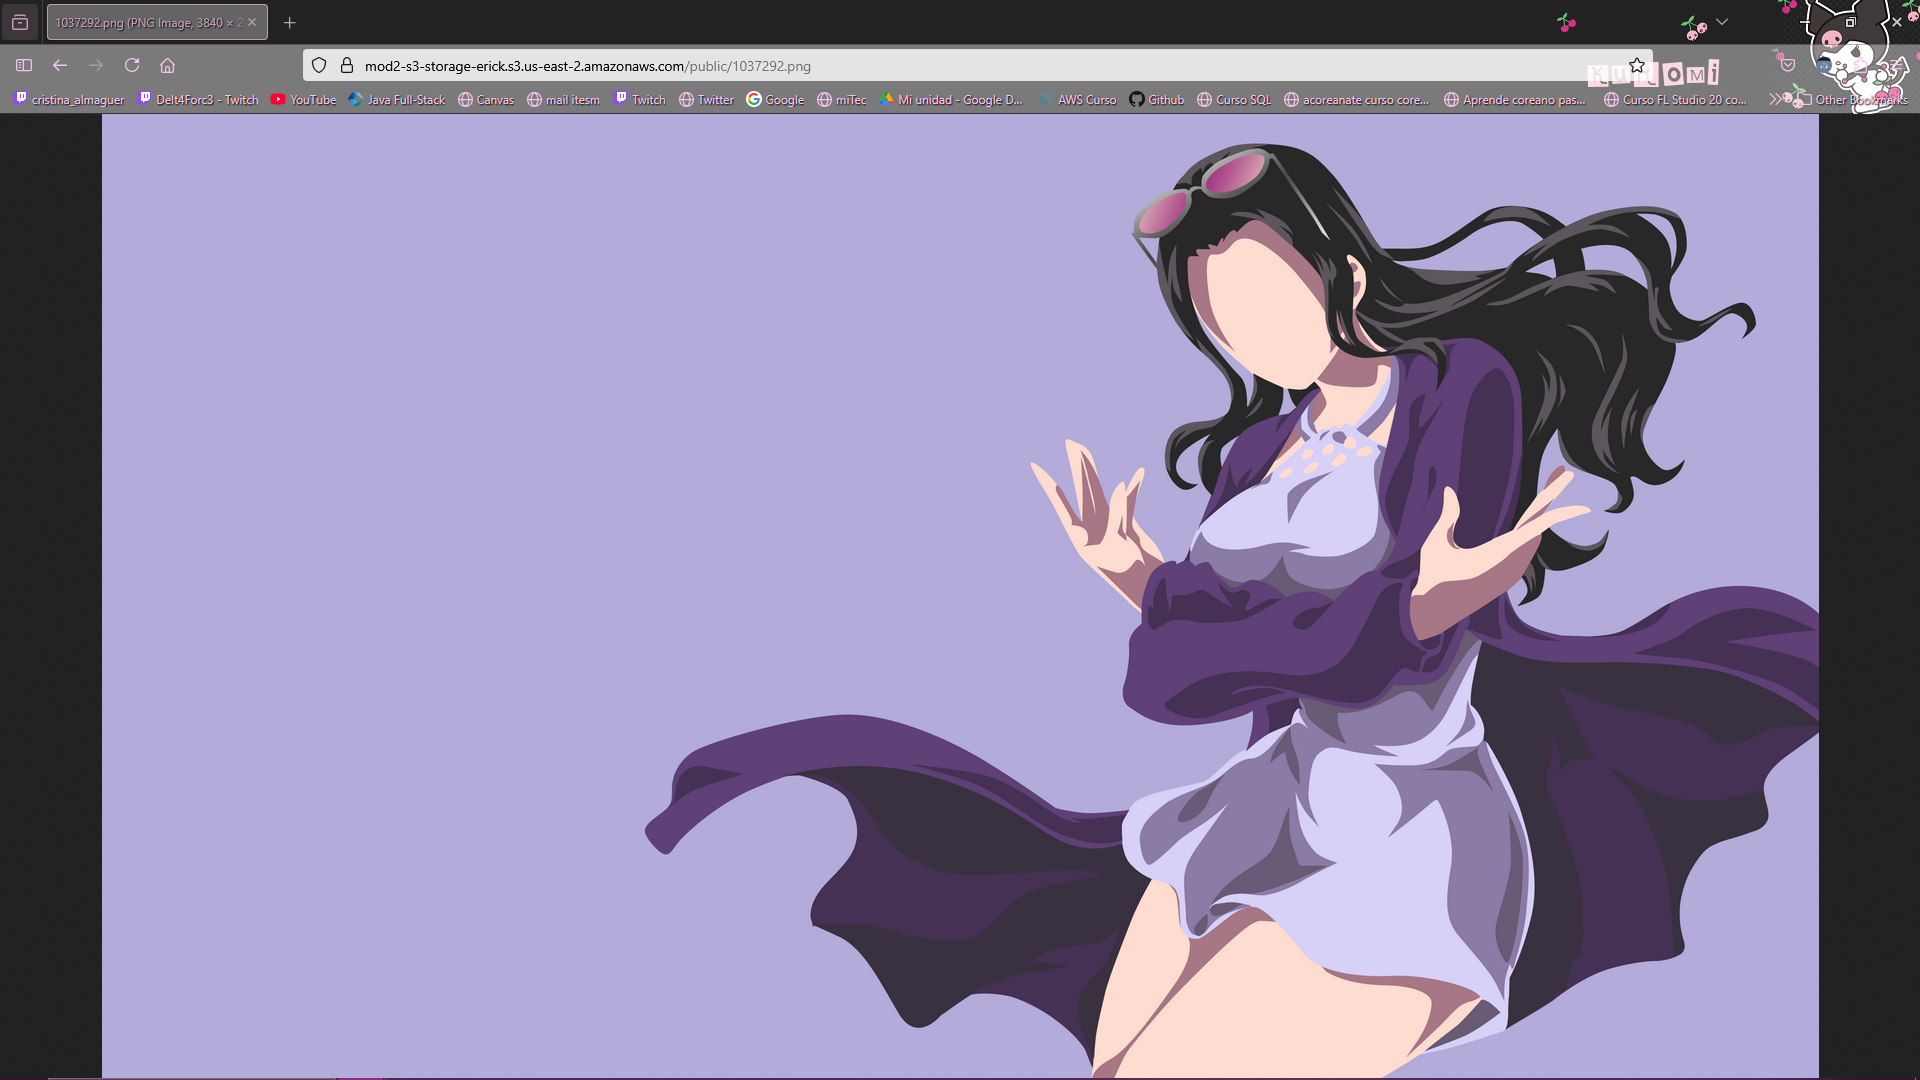 1037292.png (PNG Image, 3840 × 2
mod2-s3-storage-erick.s3.us-east-2.amazonaws.com/public/1037292.png
KuRoMi
cristina_almaguer
Delt4Forc3 - Twitch
YouTube
Java Full-Stack
Canvas
mail itesm
Twitch
Twitter
Google
miTec
Mi unidad - Google D...
AWS Curso
Github
Curso SQL
acoreanate curso core...
Aprende coreano pas...
Curso FL Studio 20 co...
Other Bookmarks